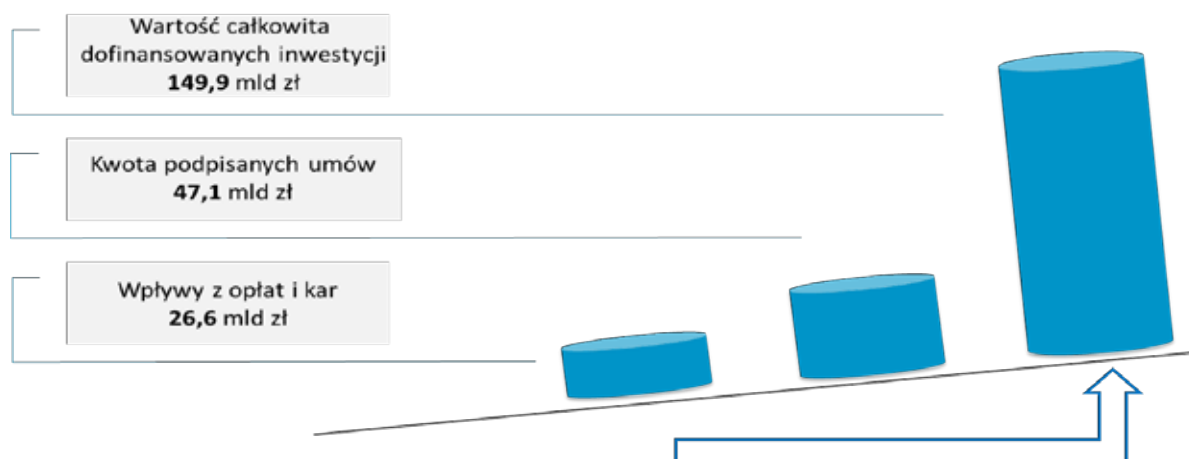 Wartość całkowita
dofinansowanych inwestycji
149,9 mld zł
Kwota podpisanych umów
47,1 mld zł
Wpływy z opłat i kar
26,6 mld zł